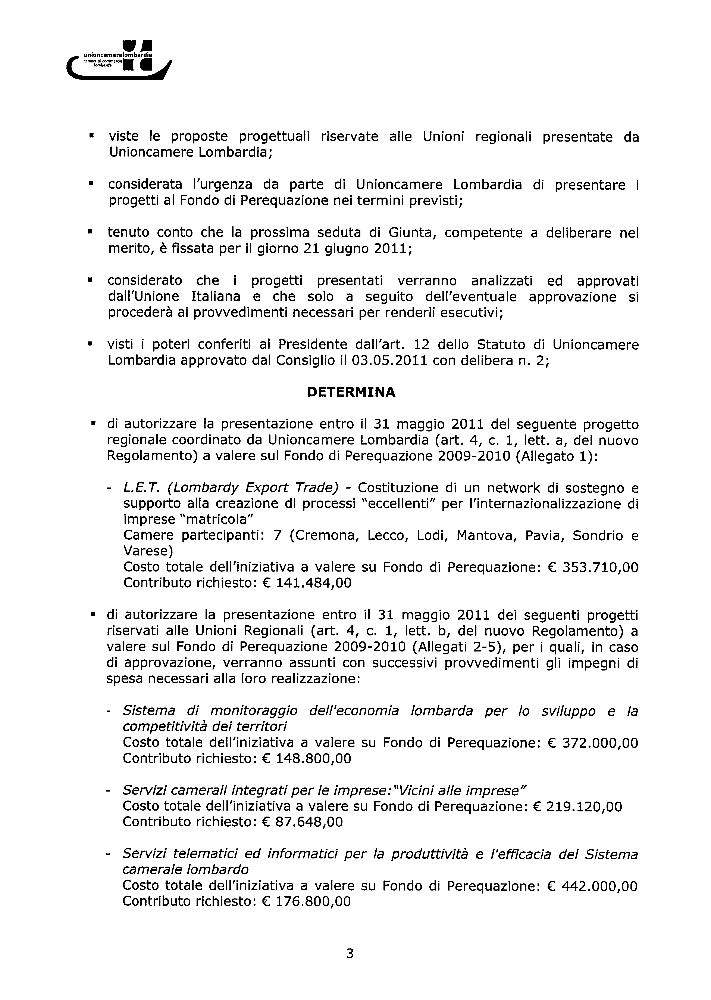 unioncamerelombardia
camere di commercio
lombarde
▪ viste le proposte progettuali riservate alle Unioni regionali presentate da
Unioncamere Lombardia;
▪ considerata l'urgenza da parte di Unioncamere Lombardia di presentare i
progetti al Fondo di Perequazione nei termini previsti;
▪ tenuto conto che la prossima seduta di Giunta, competente a deliberare nel
merito, è fissata per il giorno 21 giugno 2011;
▪ considerato che i progetti presentati verranno analizzati ed approvati
dall'Unione Italiana e che solo a seguito dell'eventuale approvazione si
procederà ai provvedimenti necessari per renderli esecutivi;
▪ visti i poteri conferiti al Presidente dall'art. 12 dello Statuto di Unioncamere
Lombardia approvato dal Consiglio il 03.05.2011 con delibera n. 2;
DETERMINA
▪ di autorizzare la presentazione entro il 31 maggio 2011 del seguente progetto
regionale coordinato da Unioncamere Lombardia (art. 4, c. 1, lett. a, del nuovo
Regolamento) a valere sul Fondo di Perequazione 2009-2010 (Allegato 1):
- L.E.T. (Lombardy Export Trade) - Costituzione di un network di sostegno e
supporto alla creazione di processi "eccellenti" per l'internazionalizzazione di
imprese "matricola"
Camere partecipanti: 7 (Cremona, Lecco, Lodi, Mantova, Pavia, Sondrio e
Varese)
Costo totale dell'iniziativa a valere su Fondo di Perequazione: € 353.710,00
Contributo richiesto: € 141.484,00
▪ di autorizzare la presentazione entro il 31 maggio 2011 dei seguenti progetti
riservati alle Unioni Regionali (art. 4, c. 1, lett. b, del nuovo Regolamento) a
valere sul Fondo di Perequazione 2009-2010 (Allegati 2-5), per i quali, in caso
di approvazione, verranno assunti con successivi provvedimenti gli impegni di
spesa necessari alla loro realizzazione:
- Sistema di monitoraggio dell'economia lombarda per lo sviluppo e la
competitività dei territori
Costo totale dell'iniziativa a valere su Fondo di Perequazione: € 372.000,00
Contributo richiesto: € 148.800,00
- Servizi camerali integrati per le imprese:"Vicini alle imprese"
Costo totale dell'iniziativa a valere su Fondo di Perequazione: € 219.120,00
Contributo richiesto: € 87.648,00
- Servizi telematici ed informatici per la produttività e l'efficacia del Sistema
camerale lombardo
Costo totale dell'iniziativa a valere su Fondo di Perequazione: € 442.000,00
Contributo richiesto: € 176.800,00
3